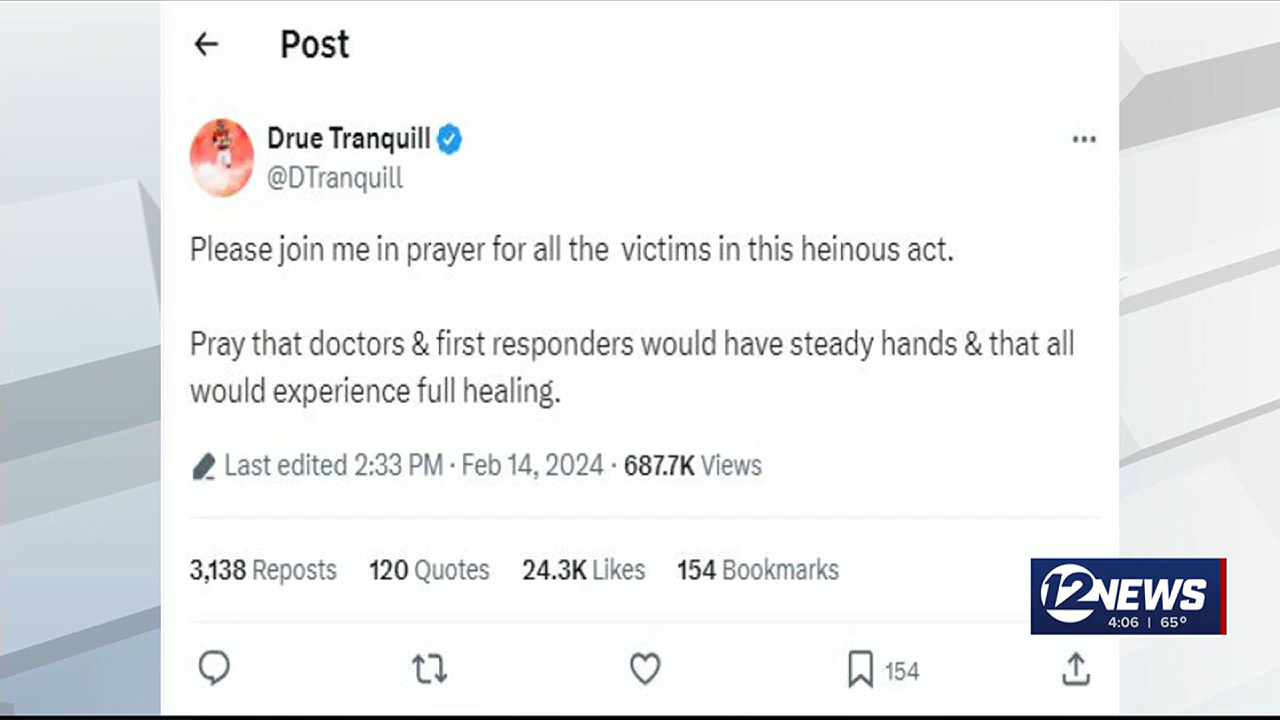 Post
Drue Tranquill
@DTranquill
Please join me in prayer for all the victims in this heinous act.
Pray that doctors & first responders would have steady hands & that all
would experience full healing.
Last edited 2:33 PM · Feb 14, 2024 · 687.7K Views
3,138 Reposts 120 Quotes 24.3K Likes 154 Bookmarks
12 NEWS
4:06 | 65°
154